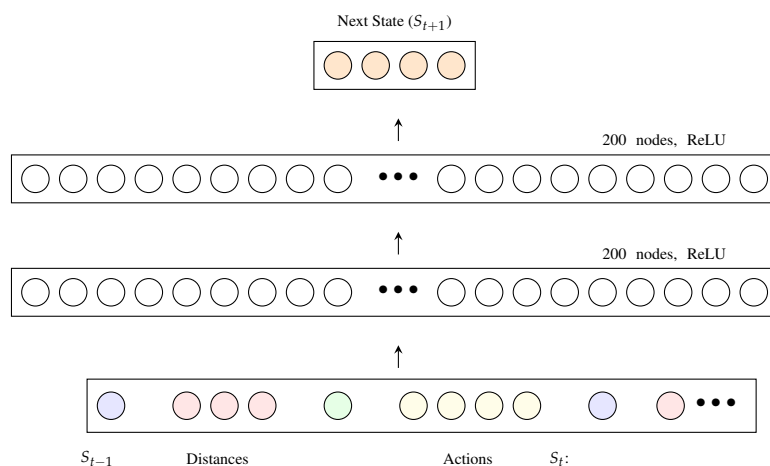 Next State (S_{t+1})
200 nodes, ReLU
200 nodes, ReLU
S_{t−1} Distances Actions S_t: